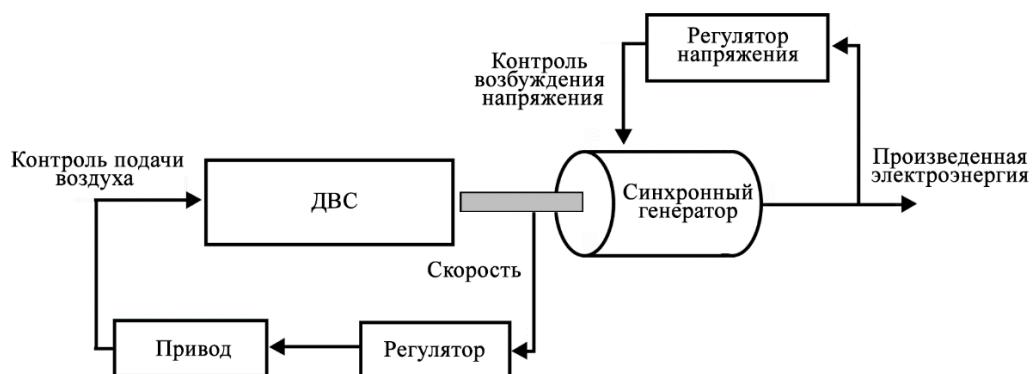 Регулятор
напряжения
Контроль
возбуждения
напряжения
Контроль подачи
воздуха
ДВС
Синхронный
генератор
Произведенная
электроэнергия
Скорость
Привод
Регулятор